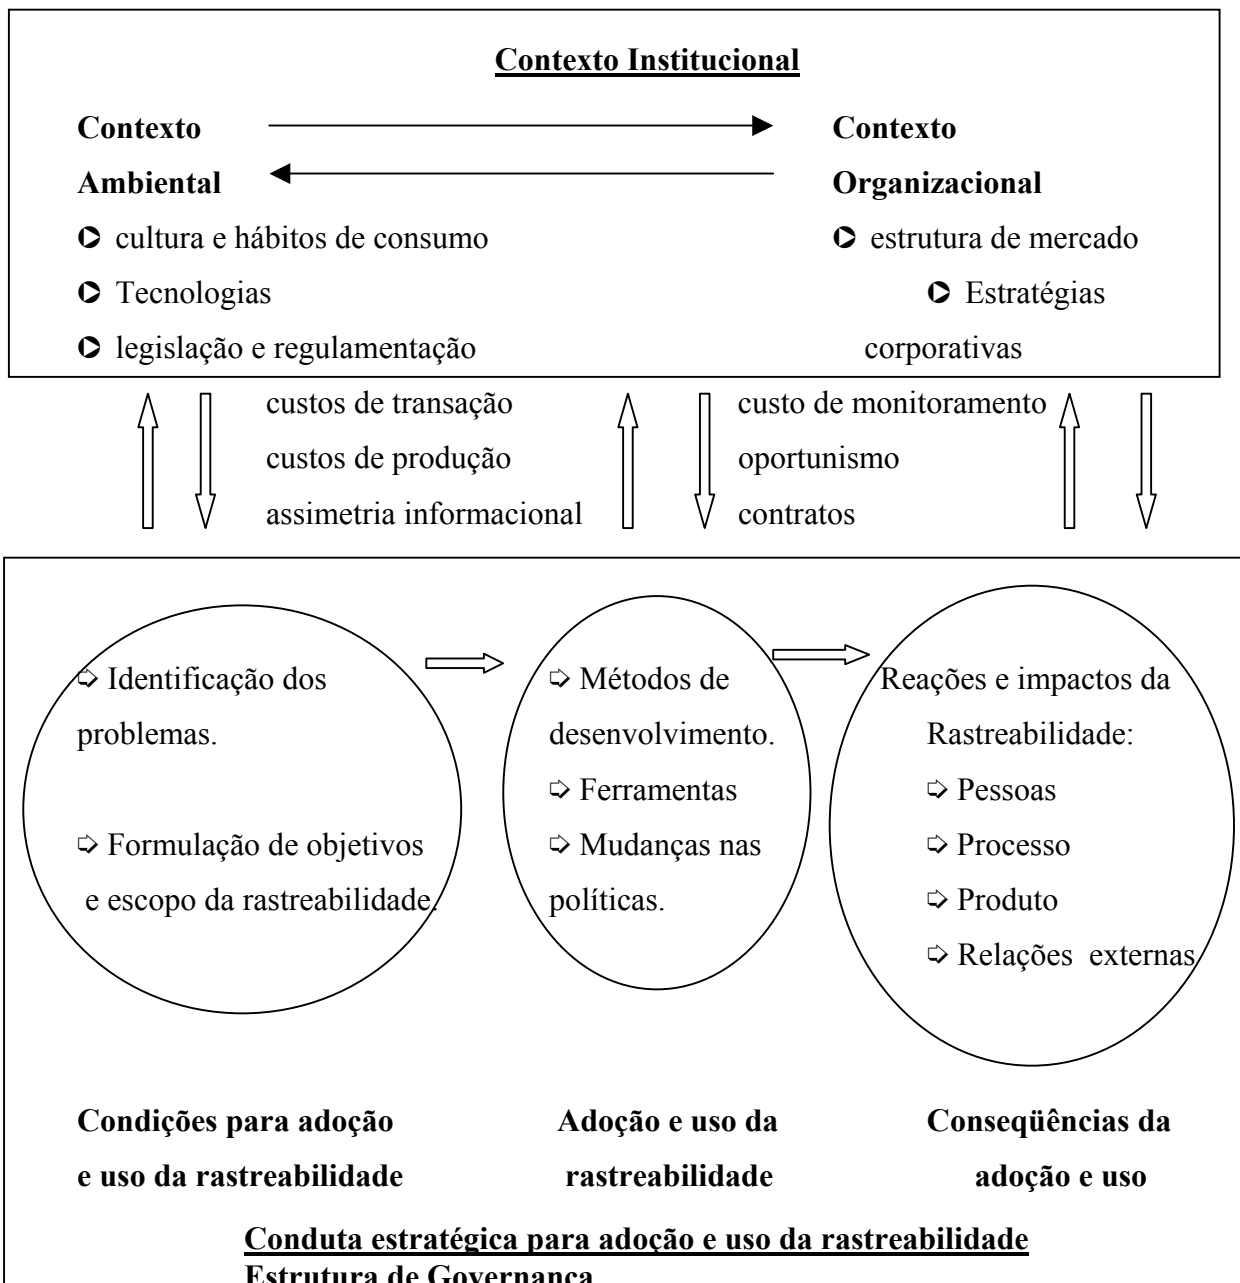 Contexto Institucional
Contexto
Ambiental
cultura e hábitos de consumo
Tecnologias
legislação e regulamentação
Contexto
Organizacional
estrutura de mercado
Estratégias
corporativas
custos de transação
custos de produção
assimetria informacional
custo de monitoramento
oportunismo
contratos
➪ Identificação dos
problemas.
➪ Formulação de objetivos
e escopo da rastreabilidade.
➪ Métodos de
desenvolvimento.
➪ Ferramentas
➪ Mudanças nas
políticas.
Reações e impactos da
Rastreabilidade:
➪ Pessoas
➪ Processo
➪ Produto
➪ Relações externas
Condições para adoção
e uso da rastreabilidade
Adoção e uso da
rastreabilidade
Conseqüências da
adoção e uso
Conduta estratégica para adoção e uso da rastreabilidade
Estrutura de Governança